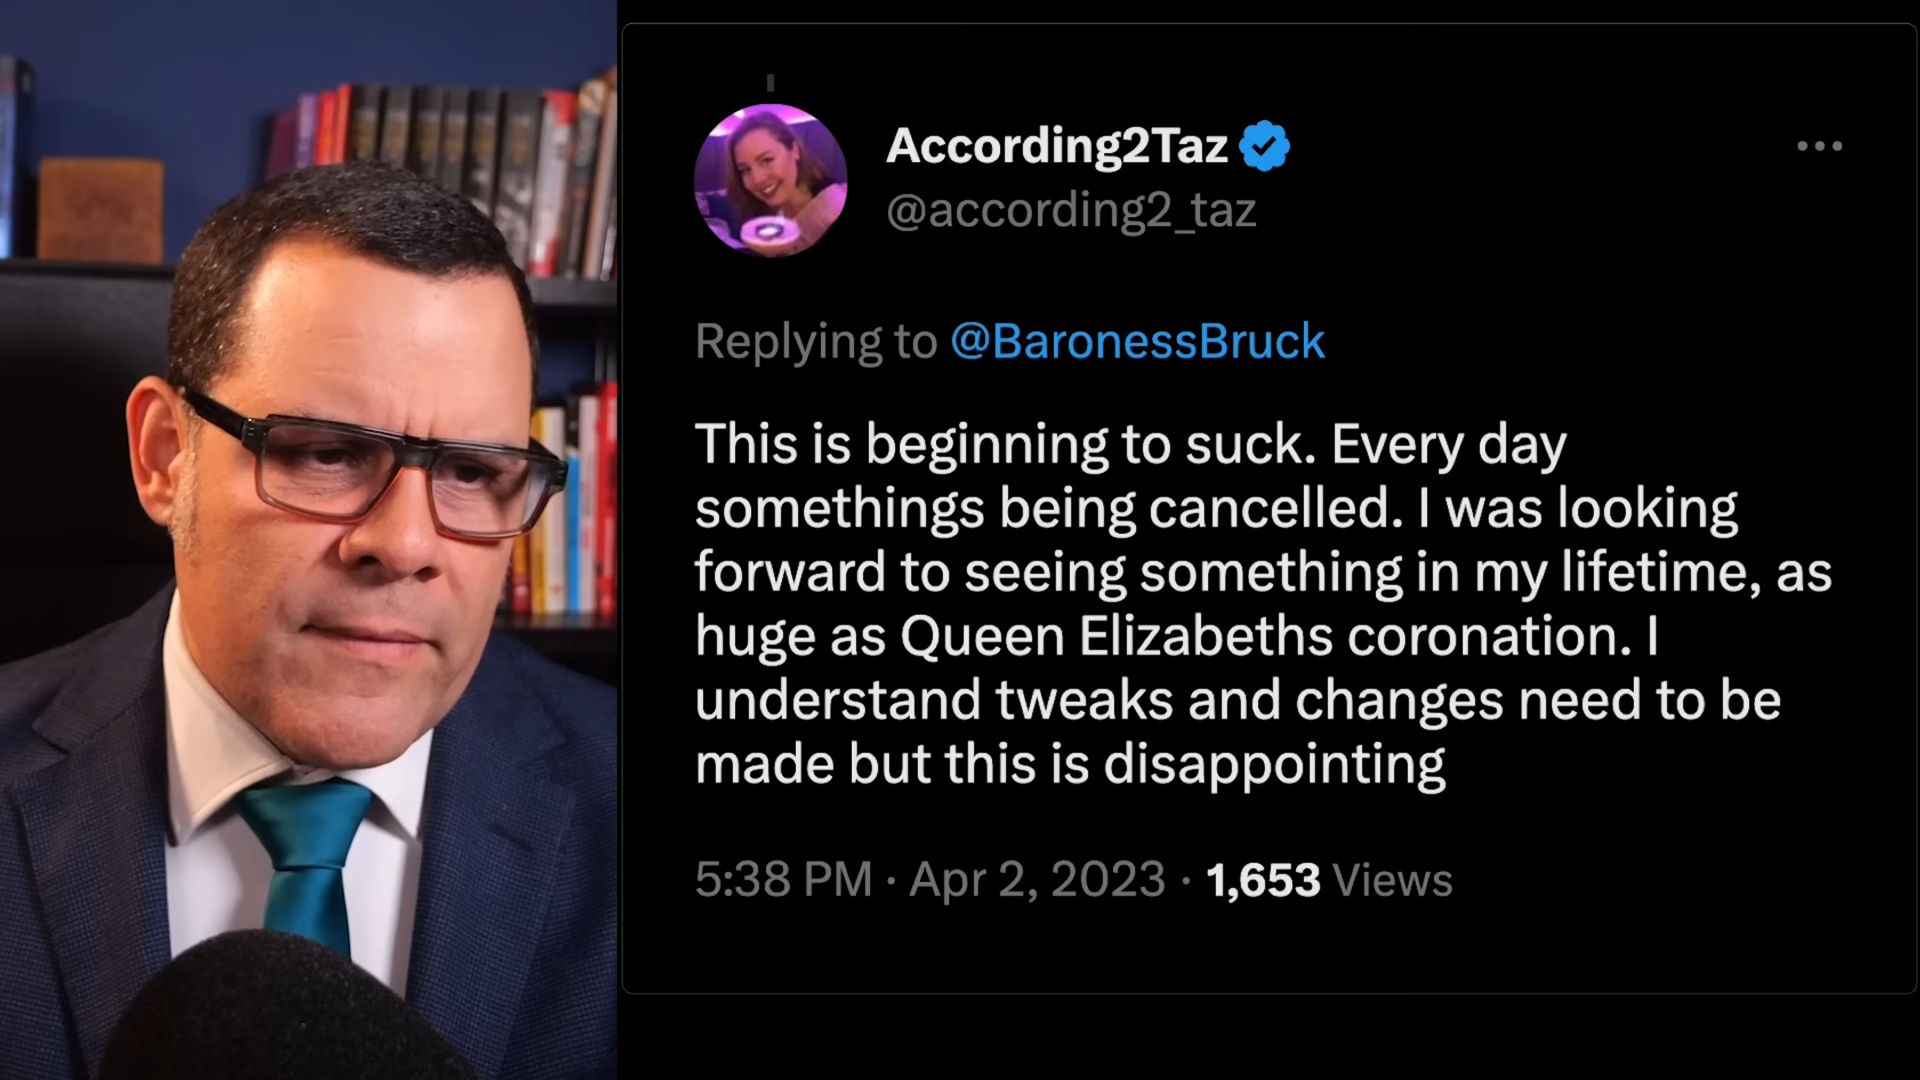 According2Taz
@according2_taz
Replying to @BaronessBruck
This is beginning to suck. Every day
somethings being cancelled. I was looking
forward to seeing something in my lifetime, as
huge as Queen Elizabeths coronation. I
understand tweaks and changes need to be
made but this is disappointing
5:38 PM · Apr 2, 2023 · 1,653 Views